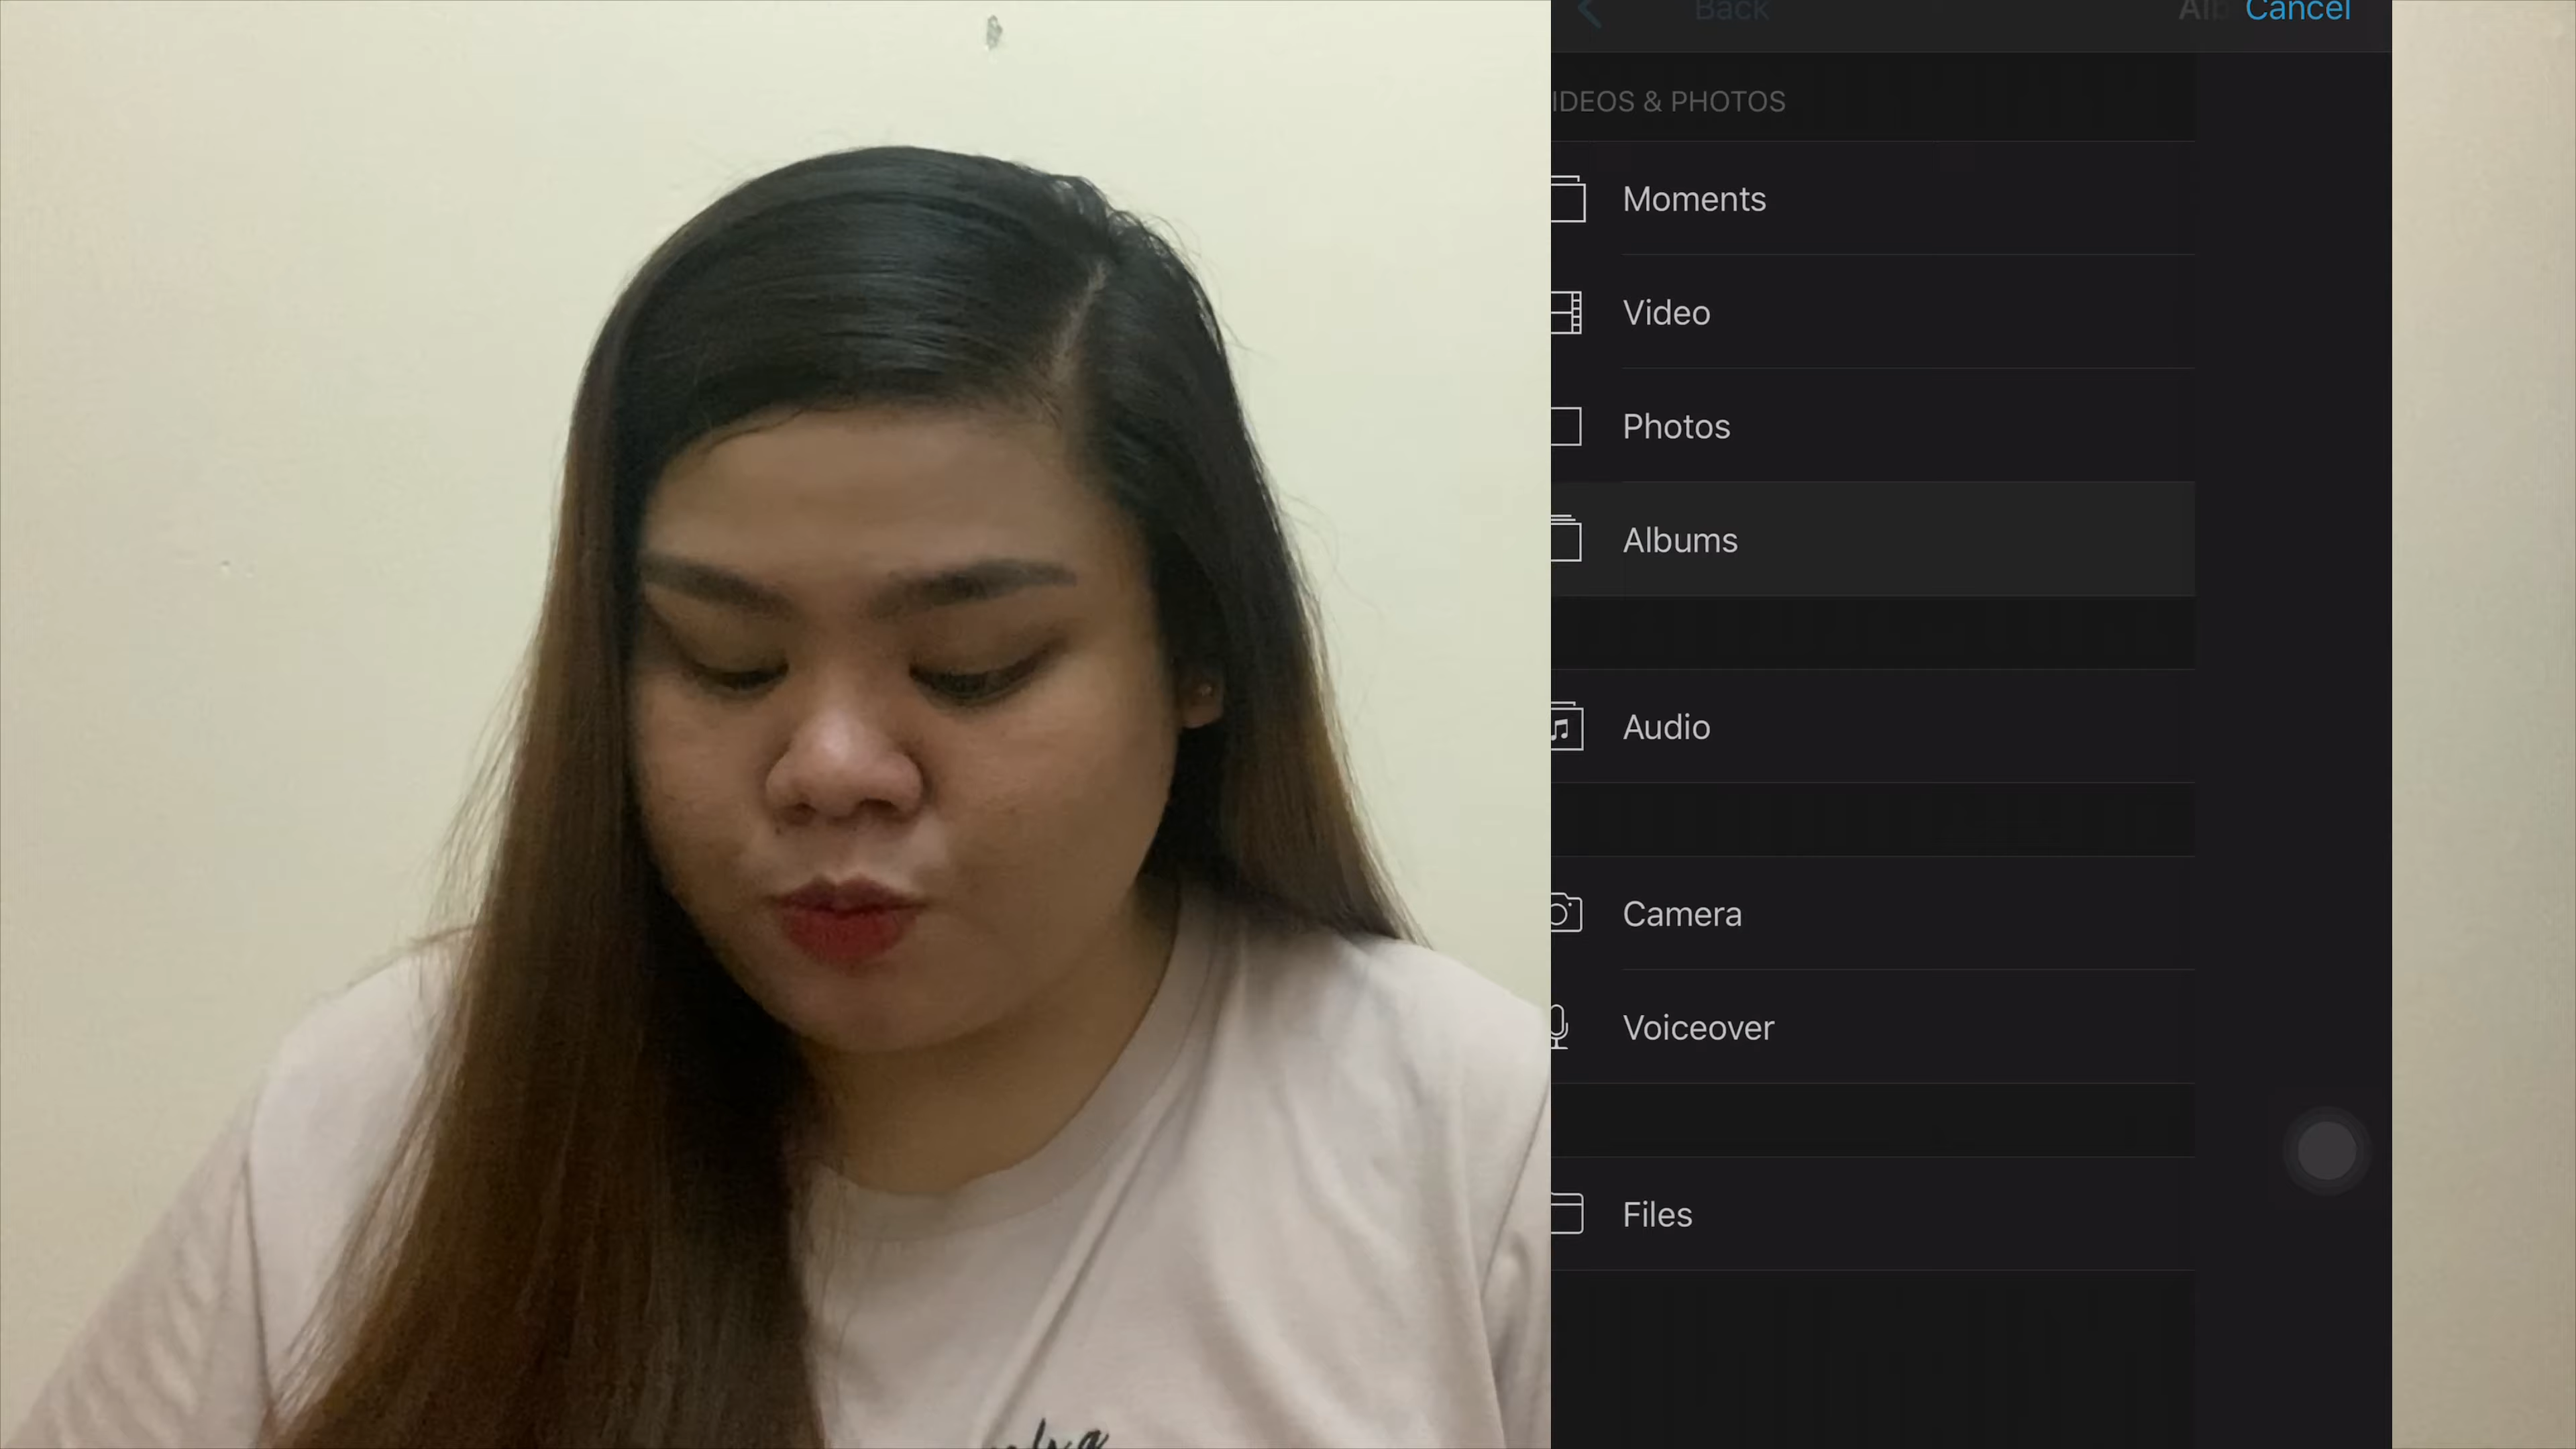 Back
Cancel
IDEOS & PHOTOS
Moments
Video
Photos
Albums
Audio
Camera
Voiceover
Files